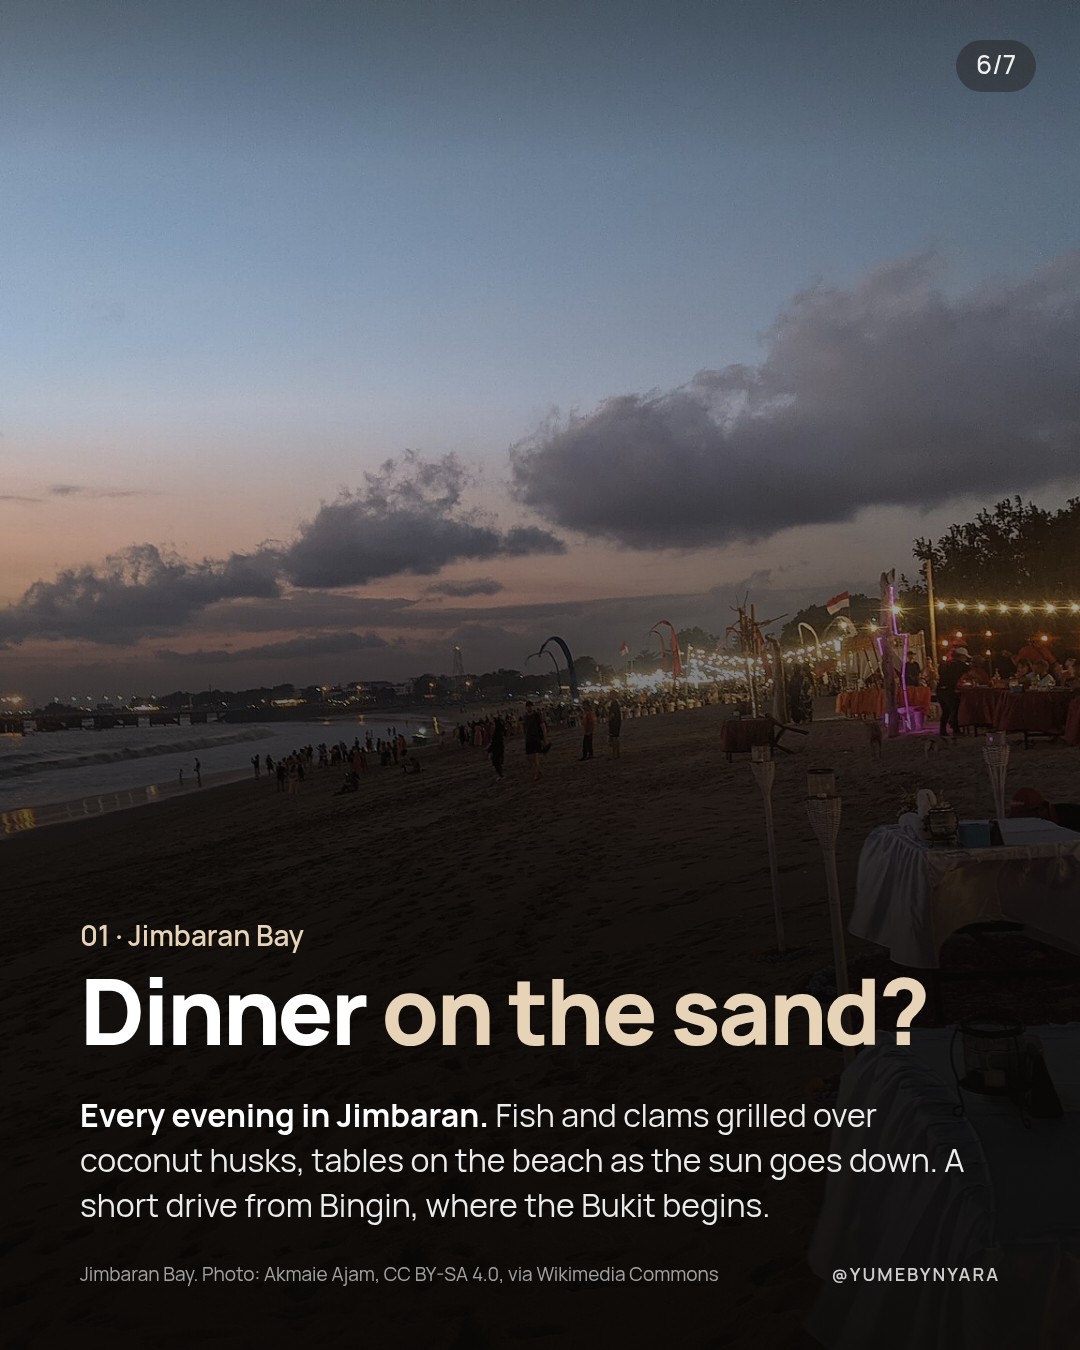 6/7
01 · Jimbaran Bay
Dinner on the sand?
Every evening in Jimbaran. Fish and clams grilled over
coconut husks, tables on the beach as the sun goes down. A
short drive from Bingin, where the Bukit begins.
Jimbaran Bay. Photo: Akmaie Ajam, CC BY-SA 4.0, via Wikimedia Commons
@YUMEBYNYARA